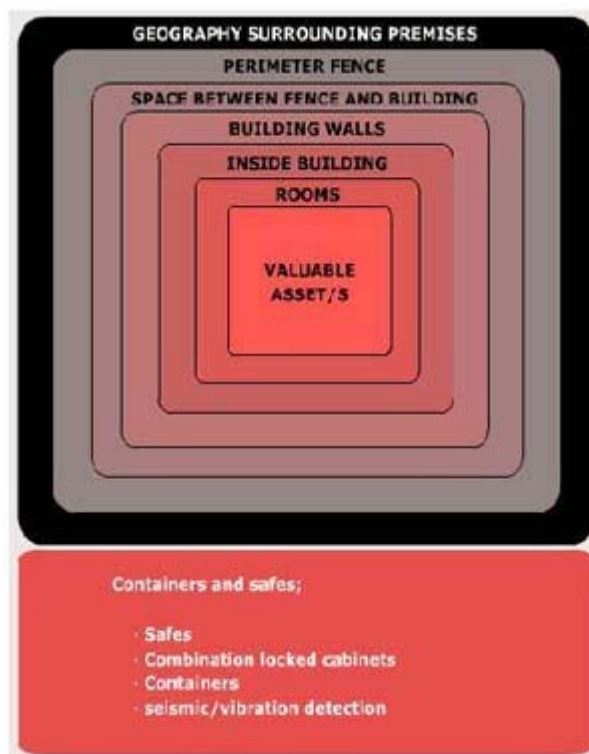 GEOGRAPHY SURROUNDING PREMISES
PERIMETER FENCE
SPACE BETWEEN FENCE AND BUILDING
BUILDING WALLS
INSIDE BUILDING
ROOMS
VALUABLE
ASSET/S
Containers and safes;
· Safes
· Combination locked cabinets
· Containers
· seismic/vibration detection